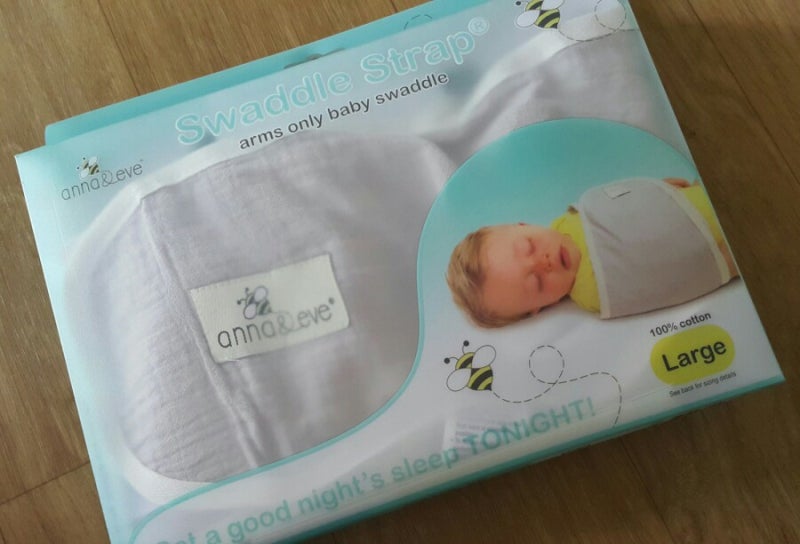 Swaddle Strap®
arms only baby swaddle
anna&eve®
anna&eve®
100% cotton
Large
See back for sizing details
Get a good night's sleep TONIGHT!